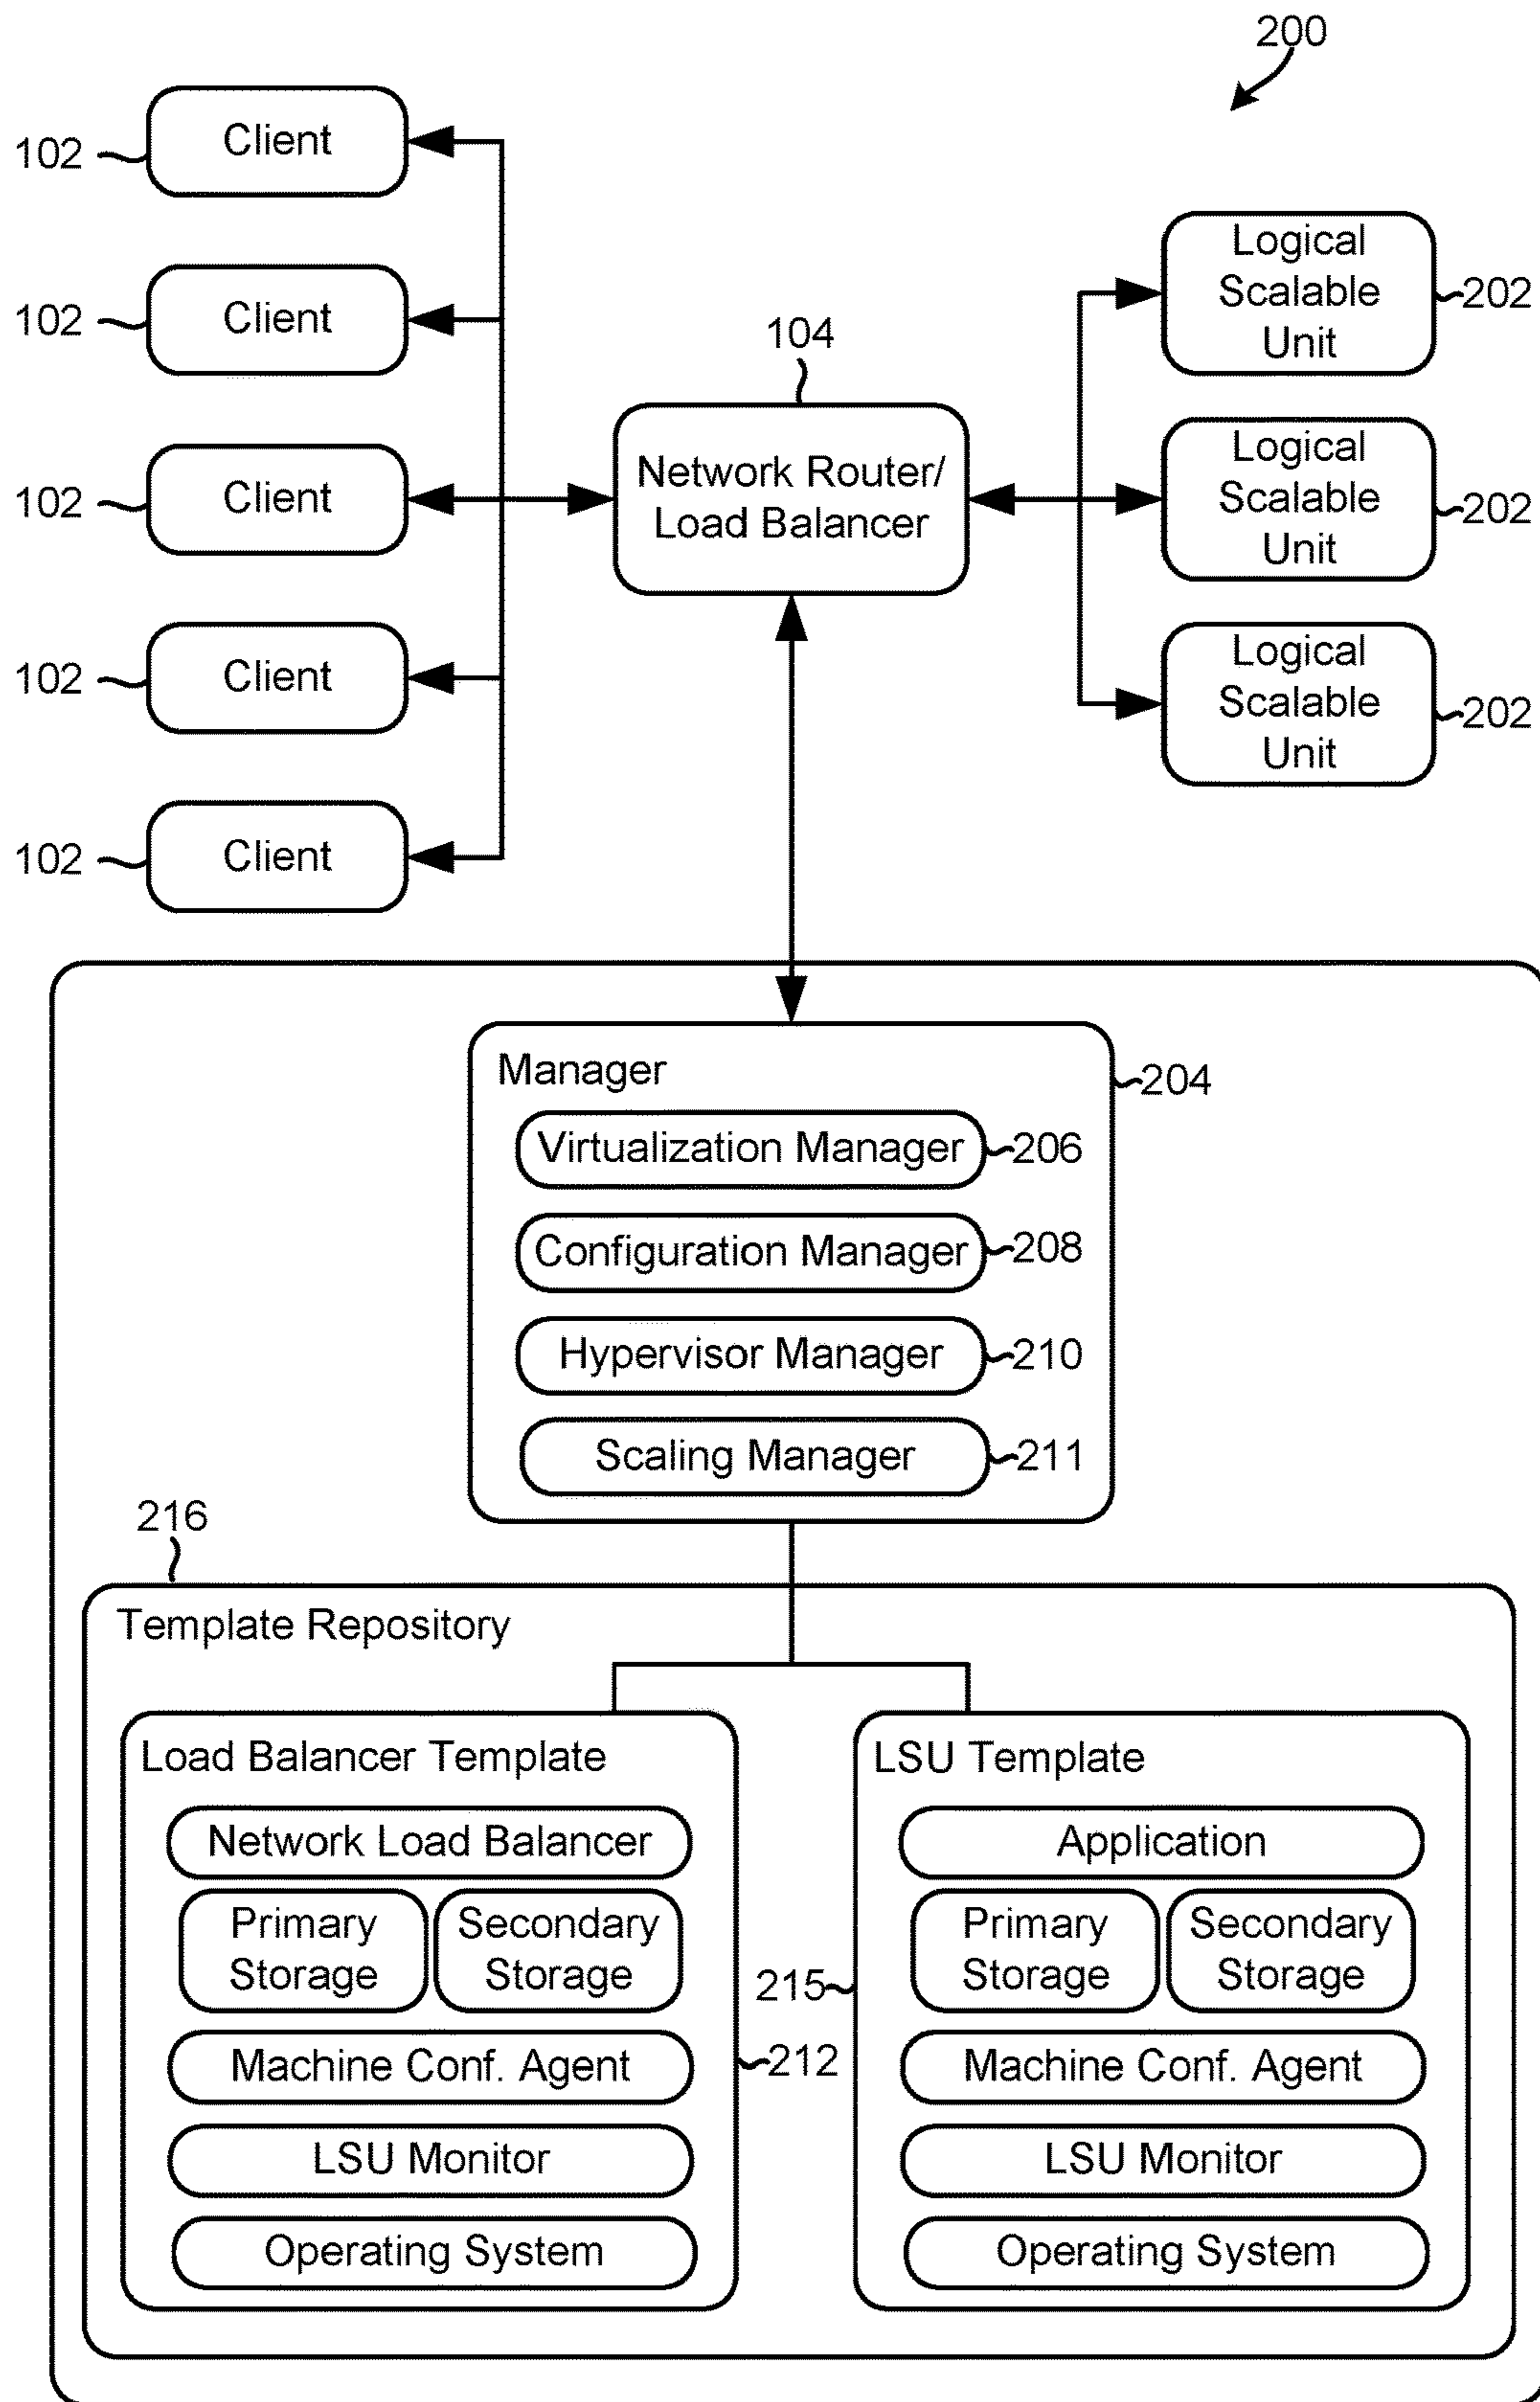 200
102
Client
102
Client
102
Client
102
Client
102
Client
104
Network Router/
Load Balancer
Logical
Scalable
Unit
202
Logical
Scalable
Unit
202
Logical
Scalable
Unit
202
Manager
204
Virtualization Manager
206
Configuration Manager
208
Hypervisor Manager
210
Scaling Manager
211
216
Template Repository
Load Balancer Template
Network Load Balancer
Primary
Storage
Secondary
Storage
Machine Conf. Agent
212
LSU Monitor
Operating System
LSU Template
Application
Primary
Storage
Secondary
Storage
215
Machine Conf. Agent
LSU Monitor
Operating System